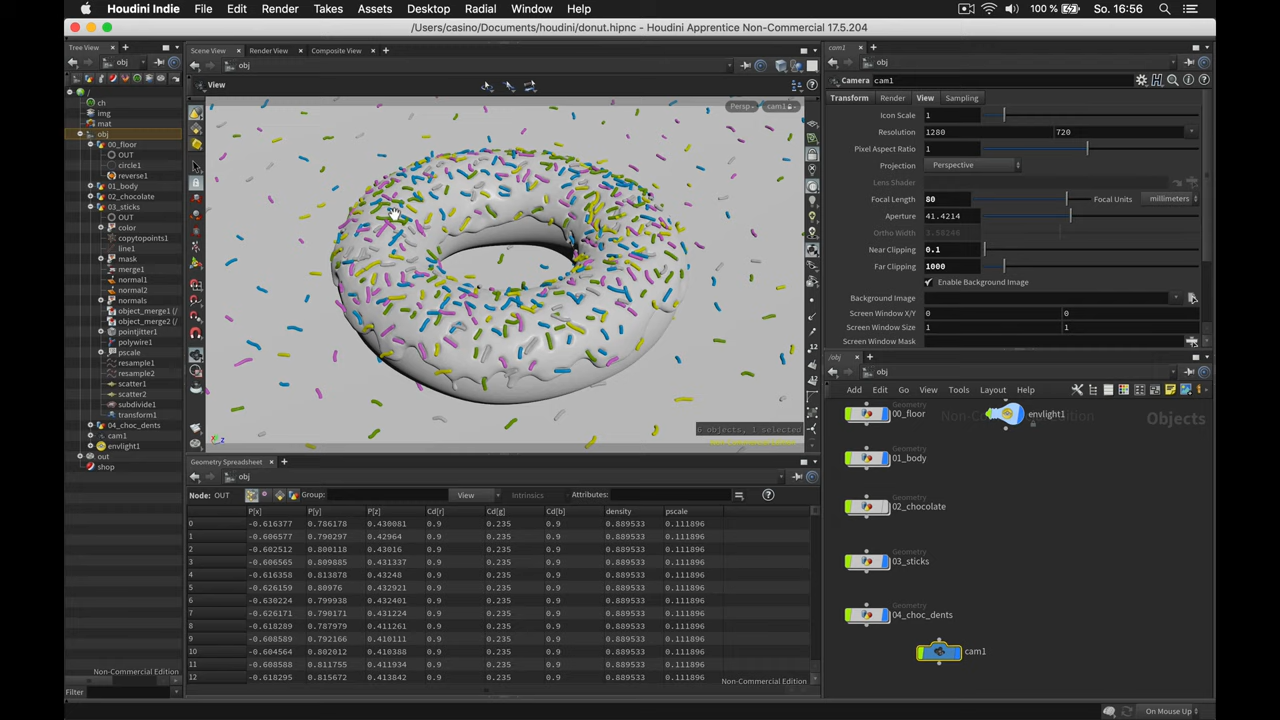 Houdini Indie File Edit Render Takes Assets Desktop Radial Window Help 100 % So. 16:56
/Users/casino/Documents/houdini/donut.hipnc - Houdini Apprentice Non-Commercial 17.5.204
Tree View
obj
/
ch
img
mat
obj
00_floor
OUT
circle1
reverse1
01_body
02_chocolate
03_sticks
OUT
color
copytopoints1
line1
mask
merge1
normal1
normal2
normals
object_merge1 (/
object_merge2 (/
pointjitter1
polywire1
pscale
resample1
resample2
scatter1
scatter2
subdivide1
transform1
04_choc_dents
cam1
envlight1
out
shop
Non-Commercial Edition
Filter
Scene View Render View Composite View
obj
View
Persp cam1
6 objects, 1 selected
Geometry Spreadsheet
obj
Node: OUT Group: View Intrinsics Attributes:
P[x] P[y] P[z] Cd[r] Cd[g] Cd[b] density pscale
0 -0.616377 0.786178 0.430081 0.9 0.235 0.9 0.889533 0.111896
1 -0.606577 0.790297 0.42964 0.9 0.235 0.9 0.889533 0.111896
2 -0.602512 0.800118 0.43016 0.9 0.235 0.9 0.889533 0.111896
3 -0.606565 0.809885 0.431337 0.9 0.235 0.9 0.889533 0.111896
4 -0.616358 0.813878 0.43248 0.9 0.235 0.9 0.889533 0.111896
5 -0.626159 0.80976 0.432921 0.9 0.235 0.9 0.889533 0.111896
6 -0.630224 0.799938 0.432401 0.9 0.235 0.9 0.889533 0.111896
7 -0.626171 0.790171 0.431224 0.9 0.235 0.9 0.889533 0.111896
8 -0.618289 0.787979 0.411261 0.9 0.235 0.9 0.889533 0.111896
9 -0.608589 0.792166 0.410111 0.9 0.235 0.9 0.889533 0.111896
10 -0.604564 0.802012 0.410388 0.9 0.235 0.9 0.889533 0.111896
11 -0.608588 0.811755 0.411934 0.9 0.235 0.9 0.889533 0.111896
12 -0.618295 0.815672 0.413842 0.9 0.235 0.9 0.889533 0.111896
Non-Commercial Edition
cam1
obj
Camera cam1
Transform Render View Sampling
Icon Scale 1
Resolution 1280 720
Pixel Aspect Ratio 1
Projection Perspective
Lens Shader
Focal Length 80 Focal Units millimeters
Aperture 41.4214
Ortho Width 3.58146
Near Clipping 0.1
Far Clipping 1000
Enable Background Image
Background Image
Screen Window X/Y 0 0
Screen Window Size 1 1
Screen Window Mask
/obj
obj
Add Edit Go View Tools Layout Help
Geometry
00_floor
envlight1
Objects
Geometry
01_body
Geometry
02_chocolate
Geometry
03_sticks
Geometry
04_choc_dents
cam1
On Mouse Up